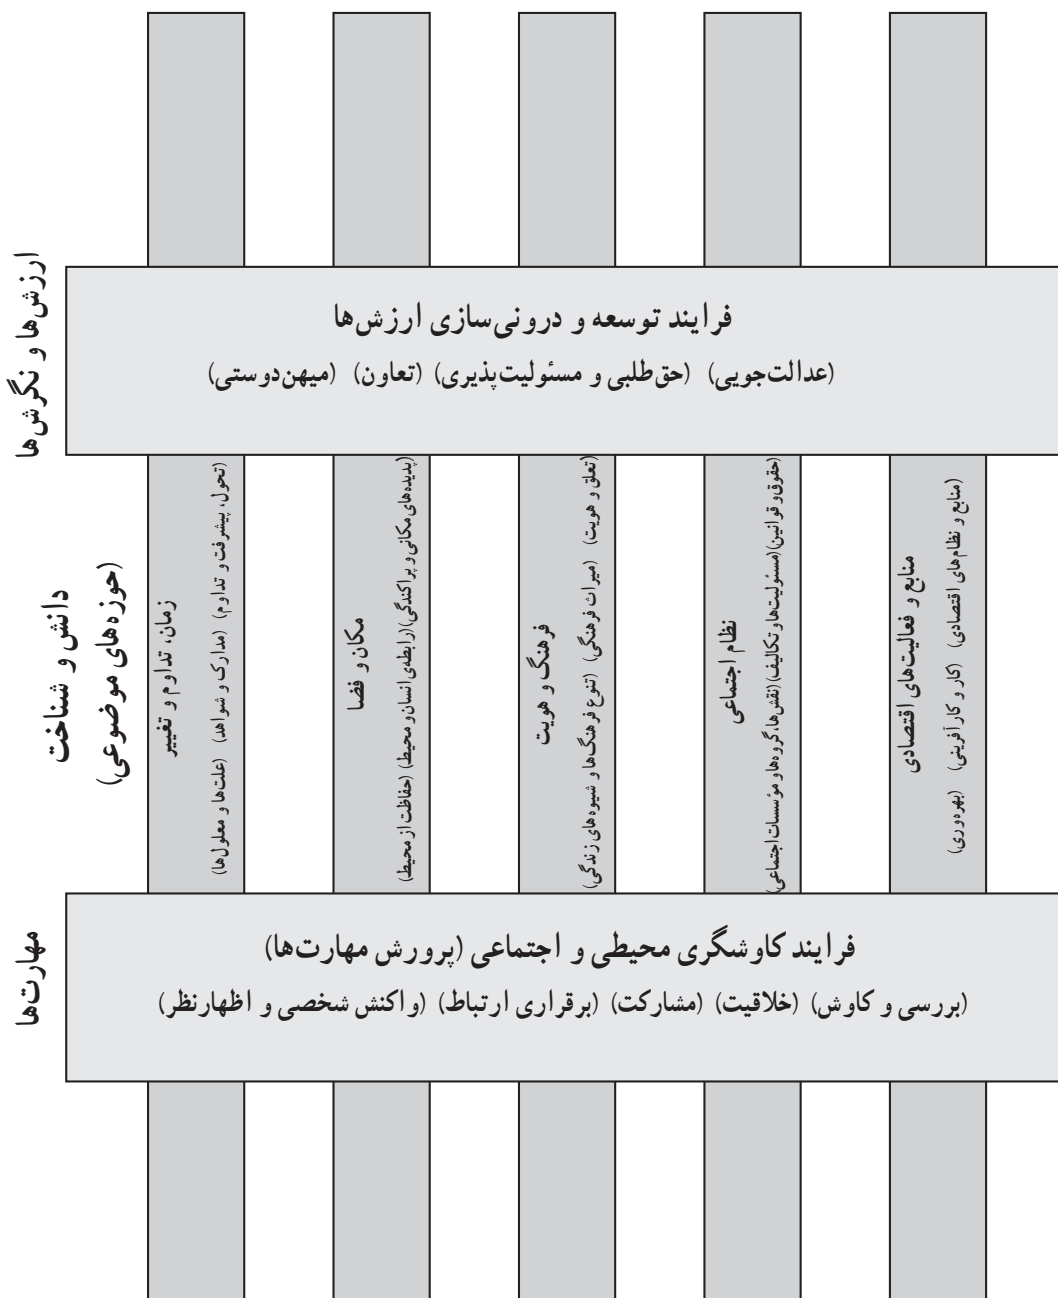 ارزش‌ها و نگرش‌ها
فرایند توسعه و درونی‌سازی ارزش‌ها
(عدالت‌جویی) (حق‌طلبی و مسئولیت‌پذیری) (تعاون) (میهن‌دوستی)
دانش و شناخت
(حوزه‌های موضوعی)
زمان، تداوم و تغییر
(تحول، پیشرفت و تداوم) (مدارک و شواهد) (علت‌ها و معلول‌ها)
مکان و فضا
(پدیده‌های مکانی و پراکندگی) (رابطه‌ی انسان و محیط) (حفاظت از محیط)
فرهنگ و هویت
(تعلق و هویت) (میراث فرهنگی) (تنوع فرهنگ‌ها و شیوه‌های زندگی)
نظام اجتماعی
(حقوق و قوانین) (مسئولیت‌ها و تکالیف) (نقش‌ها، گروه‌ها و مؤسسات اجتماعی)
منابع و فعالیت‌های اقتصادی
(منابع و نظام‌های اقتصادی) (کار و کارآفرینی) (بهره‌وری)
مهارت‌ها
فرایند کاوشگری محیطی و اجتماعی (پرورش مهارت‌ها)
(بررسی و کاوش) (خلاقیت) (مشارکت) (برقراری ارتباط) (واکنش شخصی و اظهارنظر)